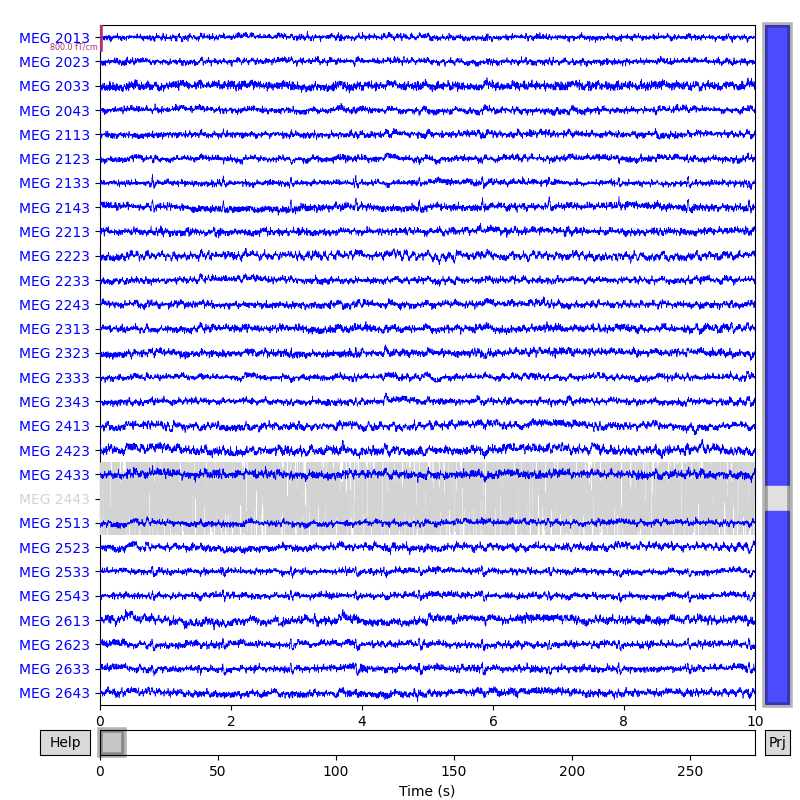 MEG 2013
800.0 fT/cm
MEG 2023
MEG 2033
MEG 2043
MEG 2113
MEG 2123
MEG 2133
MEG 2143
MEG 2213
MEG 2223
MEG 2233
MEG 2243
MEG 2313
MEG 2323
MEG 2333
MEG 2343
MEG 2413
MEG 2423
MEG 2433
MEG 2443
MEG 2513
MEG 2523
MEG 2533
MEG 2543
MEG 2613
MEG 2623
MEG 2633
MEG 2643
0 2 4 6 8 10
Help Prj
0 50 100 150 200 250
Time (s)